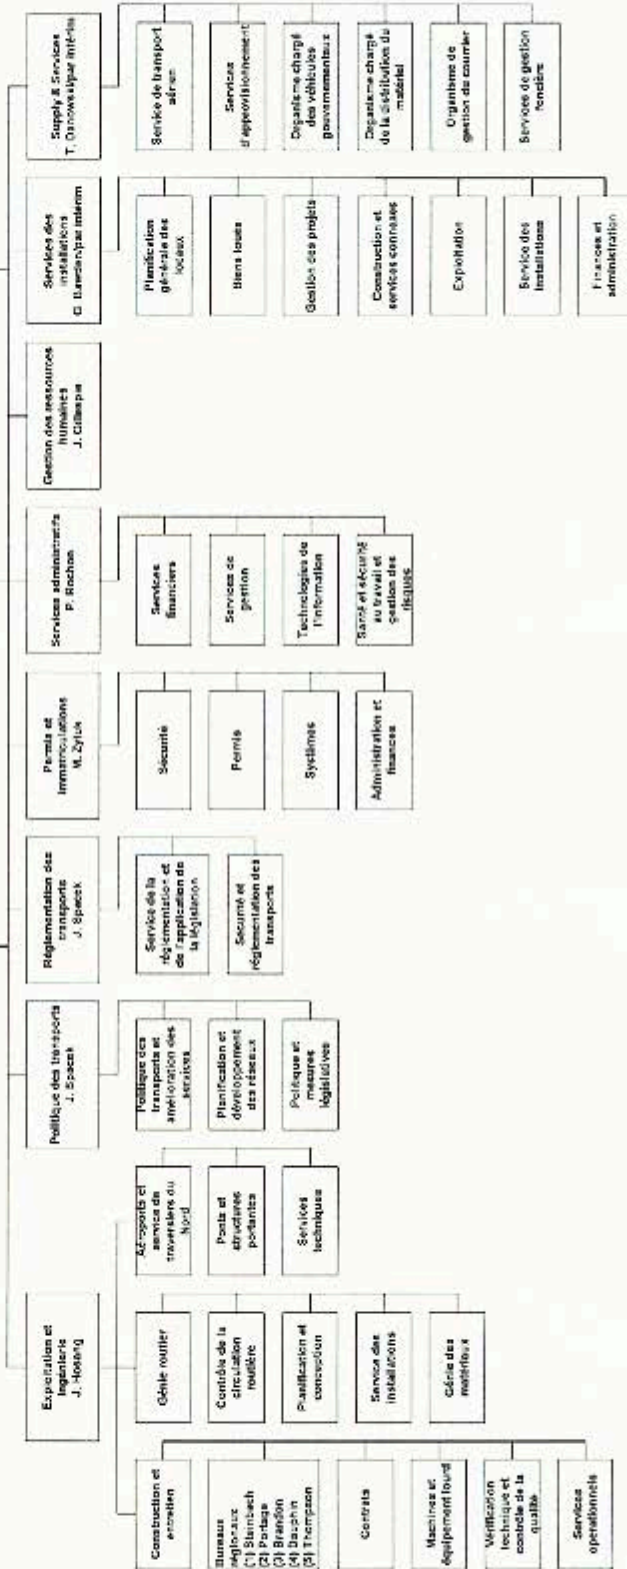 Exploitation et
Ingénierie
J. Hosang
Construction et
entretien
Bureaux
régionaux
(1) Steinbach
(2) Portage
(3) Brandon
(4) Dauphin
(5) Thompson
Contrats
Machines et
équipement lourd
Vérification
technique et
contrôle de la
qualité
Services
opérationnels
Génie routier
Contrôle de la
circulation
routière
Planification et
conception
Service des
installations
Génie des
matériaux
Aéroports et
service de
traversiers du
Nord
Ponts et
structures
portantes
Services
techniques
Politique des transports
J. Spacek
Politique des
transports et
amélioration des
services
Planification et
développement
des réseaux
Politique et
mesures
législatives
Réglementation des
transports
J. Spacek
Service de la
réglementation et
de l'application de
la législation
Sécurité et
réglementation des
transports
Permis et
immatriculations
M. Zyluk
Sécurité
Permis
Systèmes
Administration et
finances
Services administratifs
P. Rochon
Services
financiers
Services de
gestion
Technologies de
l'information
Santé et sécurité
au travail et
gestion des
risques
Gestion des ressources
humaines
J. Gillespie
Services des
installations
G. Bawden/par interim
Planification
générale des
locaux
Biens loués
Gestion des projets
Construction et
services connexes
Exploitation
Service des
installations
Finances et
administration
Supply & Services
T. Danowski/par intérim
Service de transport
aérien
Services
d'approvisionnement
Organisme chargé
des véhicules
gouvernementaux
Organisme chargé
de la distribution du
matériel
Organisme de
gestion du courrier
Services de gestion
foncière